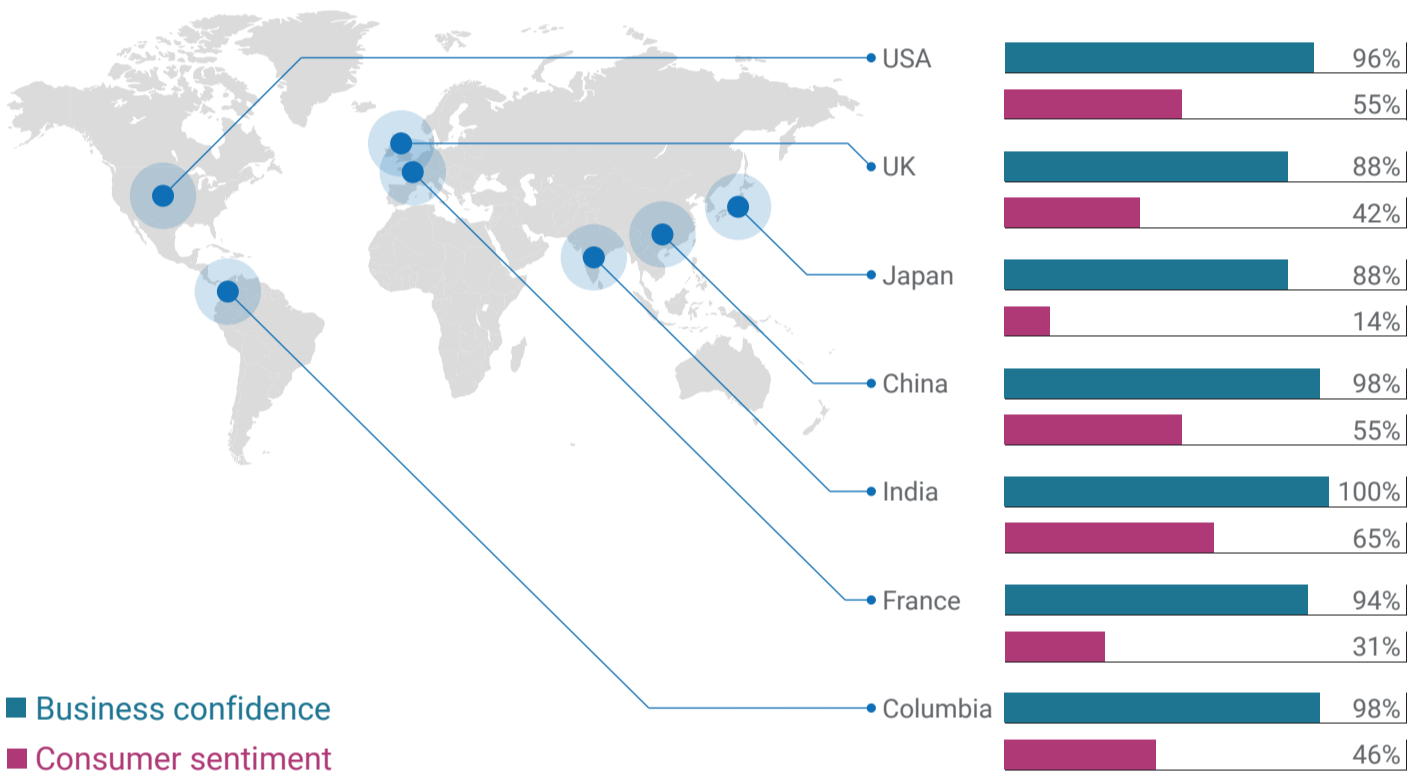 USA
96%
55%
UK
88%
42%
Japan
88%
14%
China
98%
55%
India
100%
65%
France
94%
31%
Columbia
98%
46%
Business confidence
Consumer sentiment